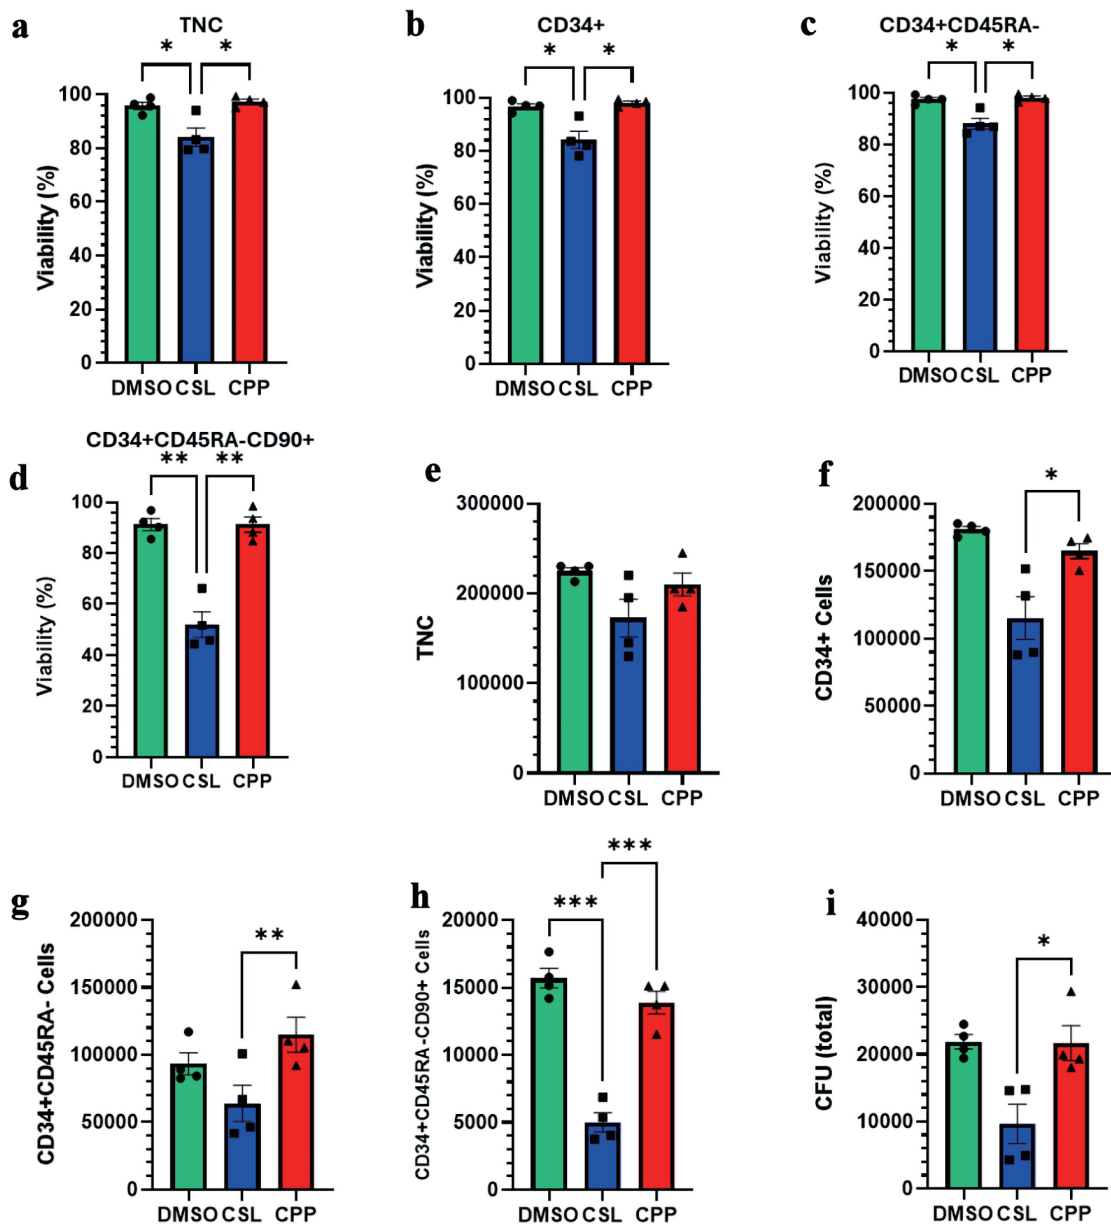 a
TNC
* *
Viability (%)
100
80
60
40
20
0
DMSO CSL CPP
b
CD34+
* *
Viability (%)
100
80
60
40
20
0
DMSO CSL CPP
c
CD34+CD45RA-
* *
Viability (%)
100
80
60
40
20
0
DMSO CSL CPP
d
CD34+CD45RA-CD90+
** **
Viability (%)
100
80
60
40
20
0
DMSO CSL CPP
e
TNC
300000
200000
100000
0
DMSO CSL CPP
f
*
CD34+ Cells
200000
150000
100000
50000
0
DMSO CSL CPP
g
**
CD34+CD45RA- Cells
200000
150000
100000
50000
0
DMSO CSL CPP
h
***
***
CD34+CD45RA-CD90+ Cells
20000
15000
10000
5000
0
DMSO CSL CPP
i
*
CFU (total)
40000
30000
20000
10000
0
DMSO CSL CPP